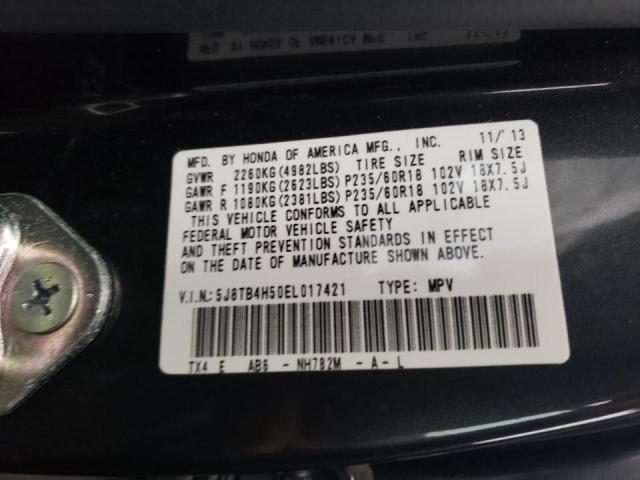 MFD. BY HONDA OF AMERICA MFG., INC. 11/ 13
GVWR 2260KG(4982LBS) TIRE SIZE RIM SIZE
GAWR F 1190KG(2623LBS)P235/60R18 102V 18X7.5J
GAWR R 1080KG(2381LBS)P235/60R18 102V 18X7.5J
THIS VEHICLE CONFORMS TO ALL APPLICABLE
FEDERAL MOTOR VEHICLE SAFETY
AND THEFT PREVENTION STANDARDS IN EFFECT
ON THE DATE OF MANUFACTURE SHOWN ABOVE.
V.I.N.: 5J8TB4H50EL017421 TYPE: MPV
TX4 E AB6 - NH782M - A - L